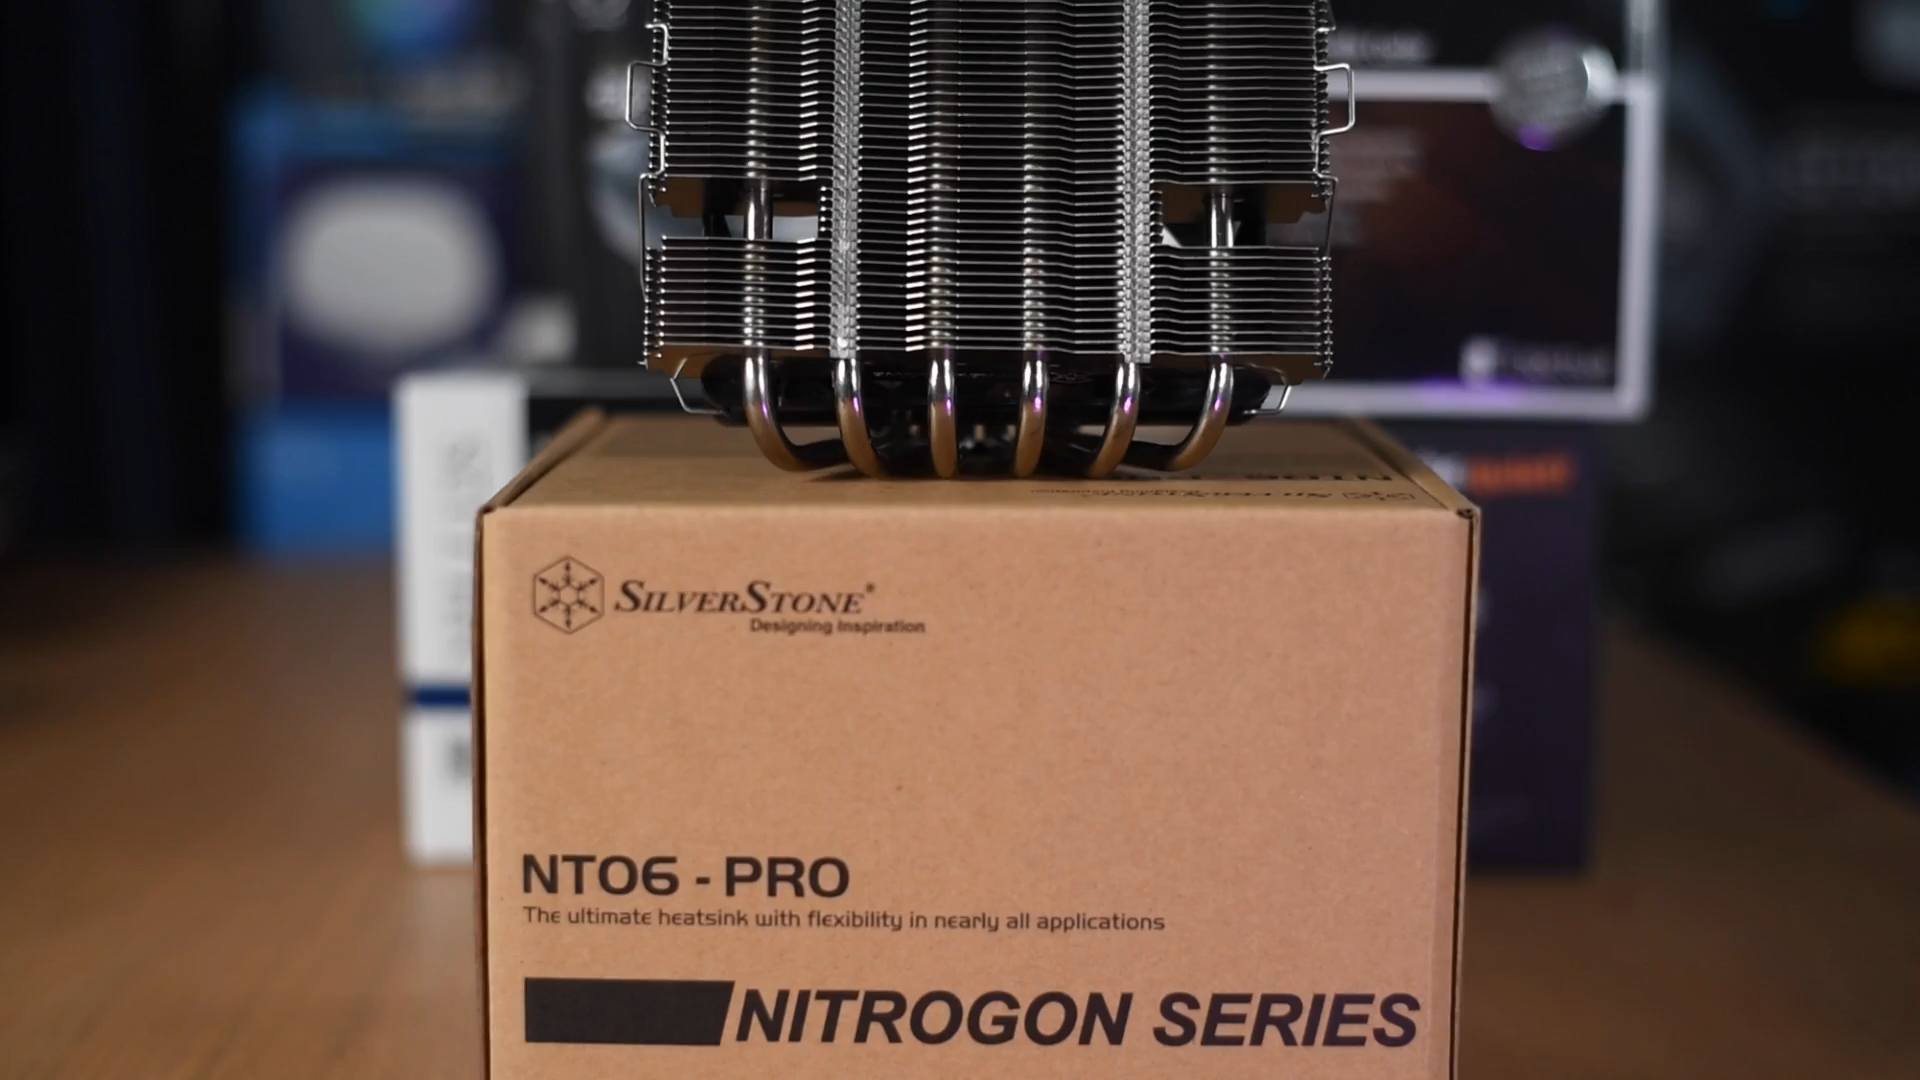 SILVERSTONE®
Designing Inspiration
NT06 - PRO
The ultimate heatsink with flexibility in nearly all applications
NITROGON SERIES